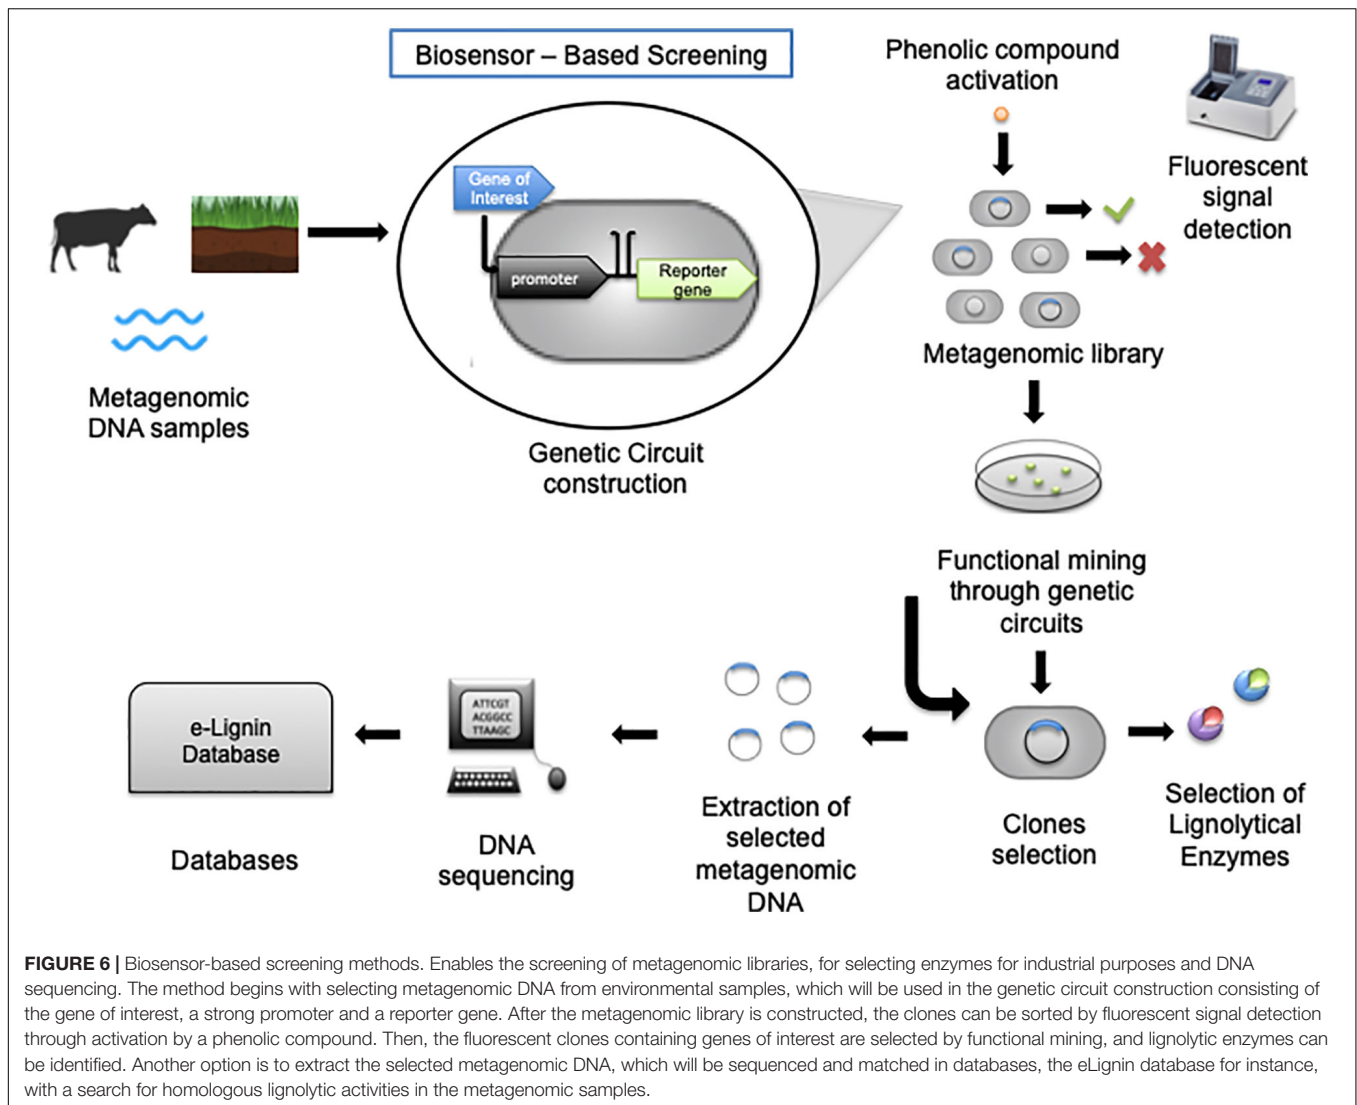 Biosensor – Based Screening
Phenolic compound
activation
Fluorescent
signal
detection
Gene of
Interest
promoter
Reporter
gene
Metagenomic
DNA samples
Genetic Circuit
construction
Metagenomic library
Functional mining
through genetic
circuits
Clones
selection
Selection of
Lignolytical
Enzymes
Extraction of
selected
metagenomic
DNA
ATTCGT
ACGGCC
TTAAGC
DNA
sequencing
e-Lignin
Database
Databases
FIGURE 6 | Biosensor-based screening methods. Enables the screening of metagenomic libraries, for selecting enzymes for industrial purposes and DNA
sequencing. The method begins with selecting metagenomic DNA from environmental samples, which will be used in the genetic circuit construction consisting of
the gene of interest, a strong promoter and a reporter gene. After the metagenomic library is constructed, the clones can be sorted by fluorescent signal detection
through activation by a phenolic compound. Then, the fluorescent clones containing genes of interest are selected by functional mining, and lignolytic enzymes can
be identified. Another option is to extract the selected metagenomic DNA, which will be sequenced and matched in databases, the eLignin database for instance,
with a search for homologous lignolytic activities in the metagenomic samples.